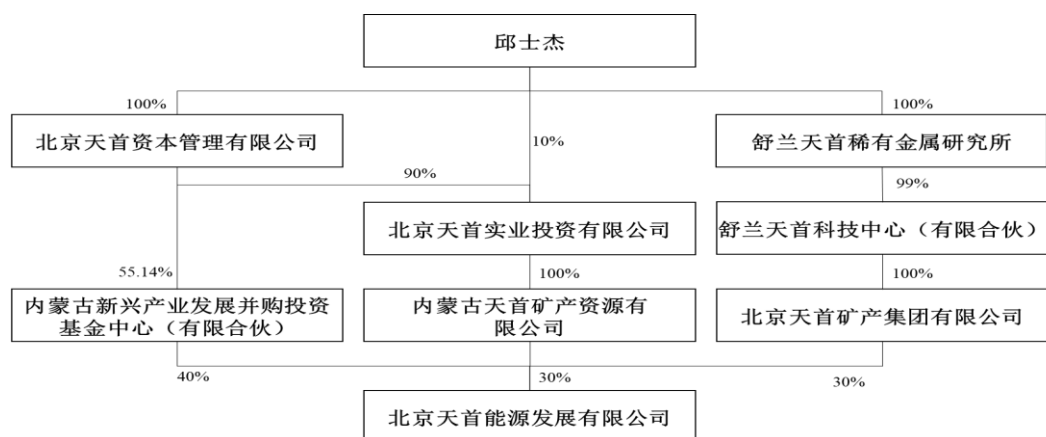 邱士杰
100%
100%
北京天首资本管理有限公司
10%
舒兰天首稀有金属研究所
90%
99%
北京天首实业投资有限公司
舒兰天首科技中心（有限合伙）
55.14%
100%
100%
内蒙古新兴产业发展并购投资
基金中心（有限合伙）
内蒙古天首矿产资源有
限公司
北京天首矿产集团有限公司
40%
30%
30%
北京天首能源发展有限公司